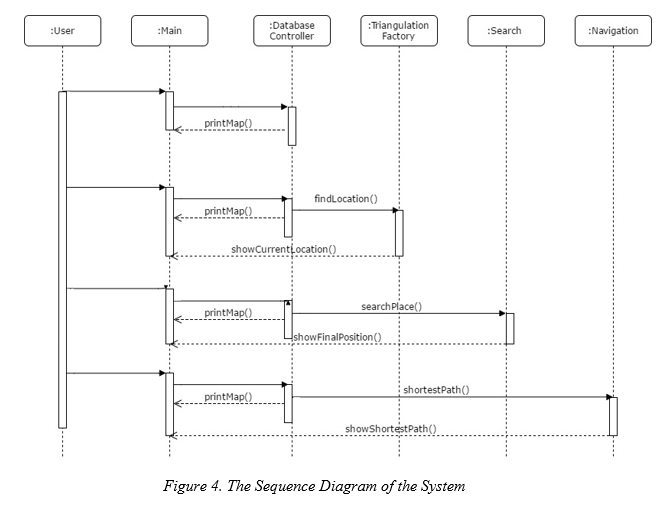 :User
:Main
:Database
Controller
:Triangulation
Factory
:Search
:Navigation
printMap()
findLocation()
printMap()
showCurrentLocation()
searchPlace()
printMap()
showFinalPosition()
shortestPath()
printMap()
showShortestPath()
Figure 4. The Sequence Diagram of the System